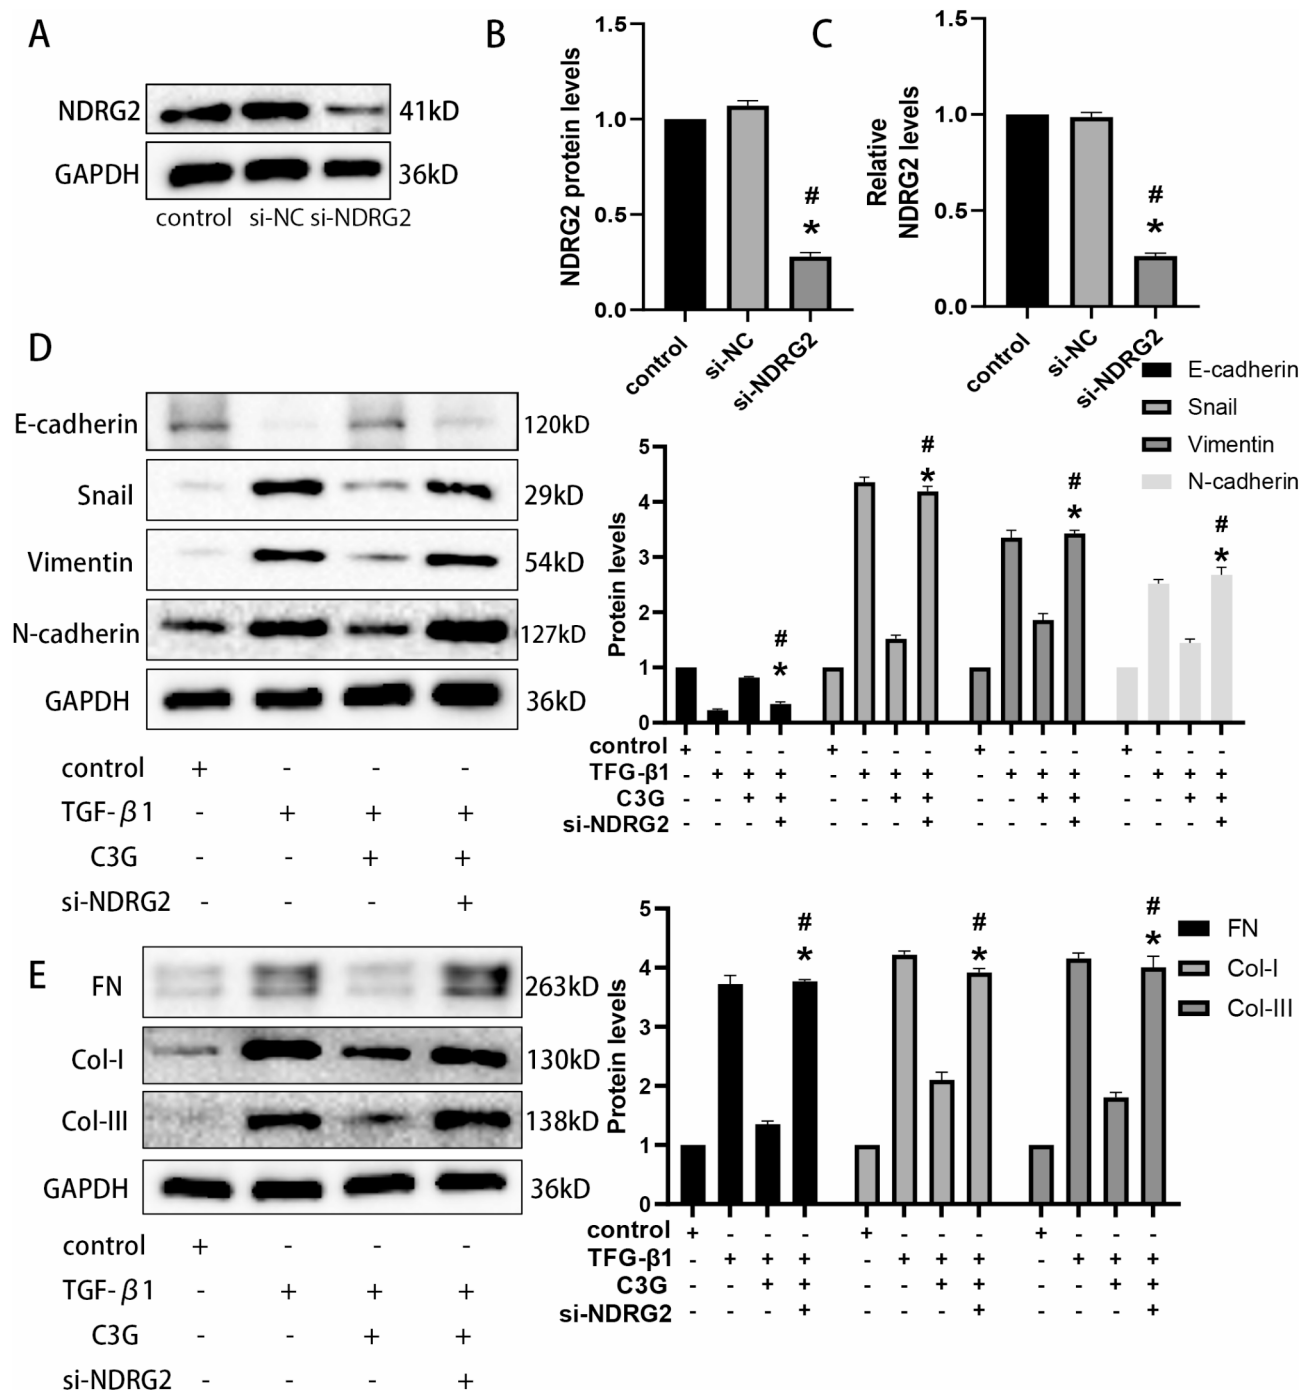 A
NDRG2 41kD
GAPDH 36kD
control si-NC si-NDRG2
B
NDRG2 protein levels
1.5
1.0
0.5
0.0
control si-NC si-NDRG2
#
*
C
Relative
NDRG2 levels
1.5
1.0
0.5
0.0
control si-NC si-NDRG2
#
*
D
E-cadherin 120kD
Snail 29kD
Vimentin 54kD
N-cadherin 127kD
GAPDH 36kD
control + - - -
TGF-β1 - + + +
C3G - - + +
si-NDRG2 - - - +
E-cadherin
Snail
Vimentin
N-cadherin
Protein levels
5
4
3
2
1
0
# # # #
* * * *
control + - - - + - - - + - - - + - - -
TFG-β1 - + + + - + + + - + + + - + + +
C3G - - + + - - + + - - + + - - + +
si-NDRG2 - - - + - - - + - - - + - - - +
E
FN 263kD
Col-I 130kD
Col-III 138kD
GAPDH 36kD
control + - - -
TGF-β1 - + + +
C3G - - + +
si-NDRG2 - - - +
FN
Col-I
Col-III
Protein levels
5
4
3
2
1
0
# # #
* * *
control + - - - + - - - + - - -
TFG-β1 - + + + - + + + - + + +
C3G - - + + - - + + - - + +
si-NDRG2 - - - + - - - + - - - +